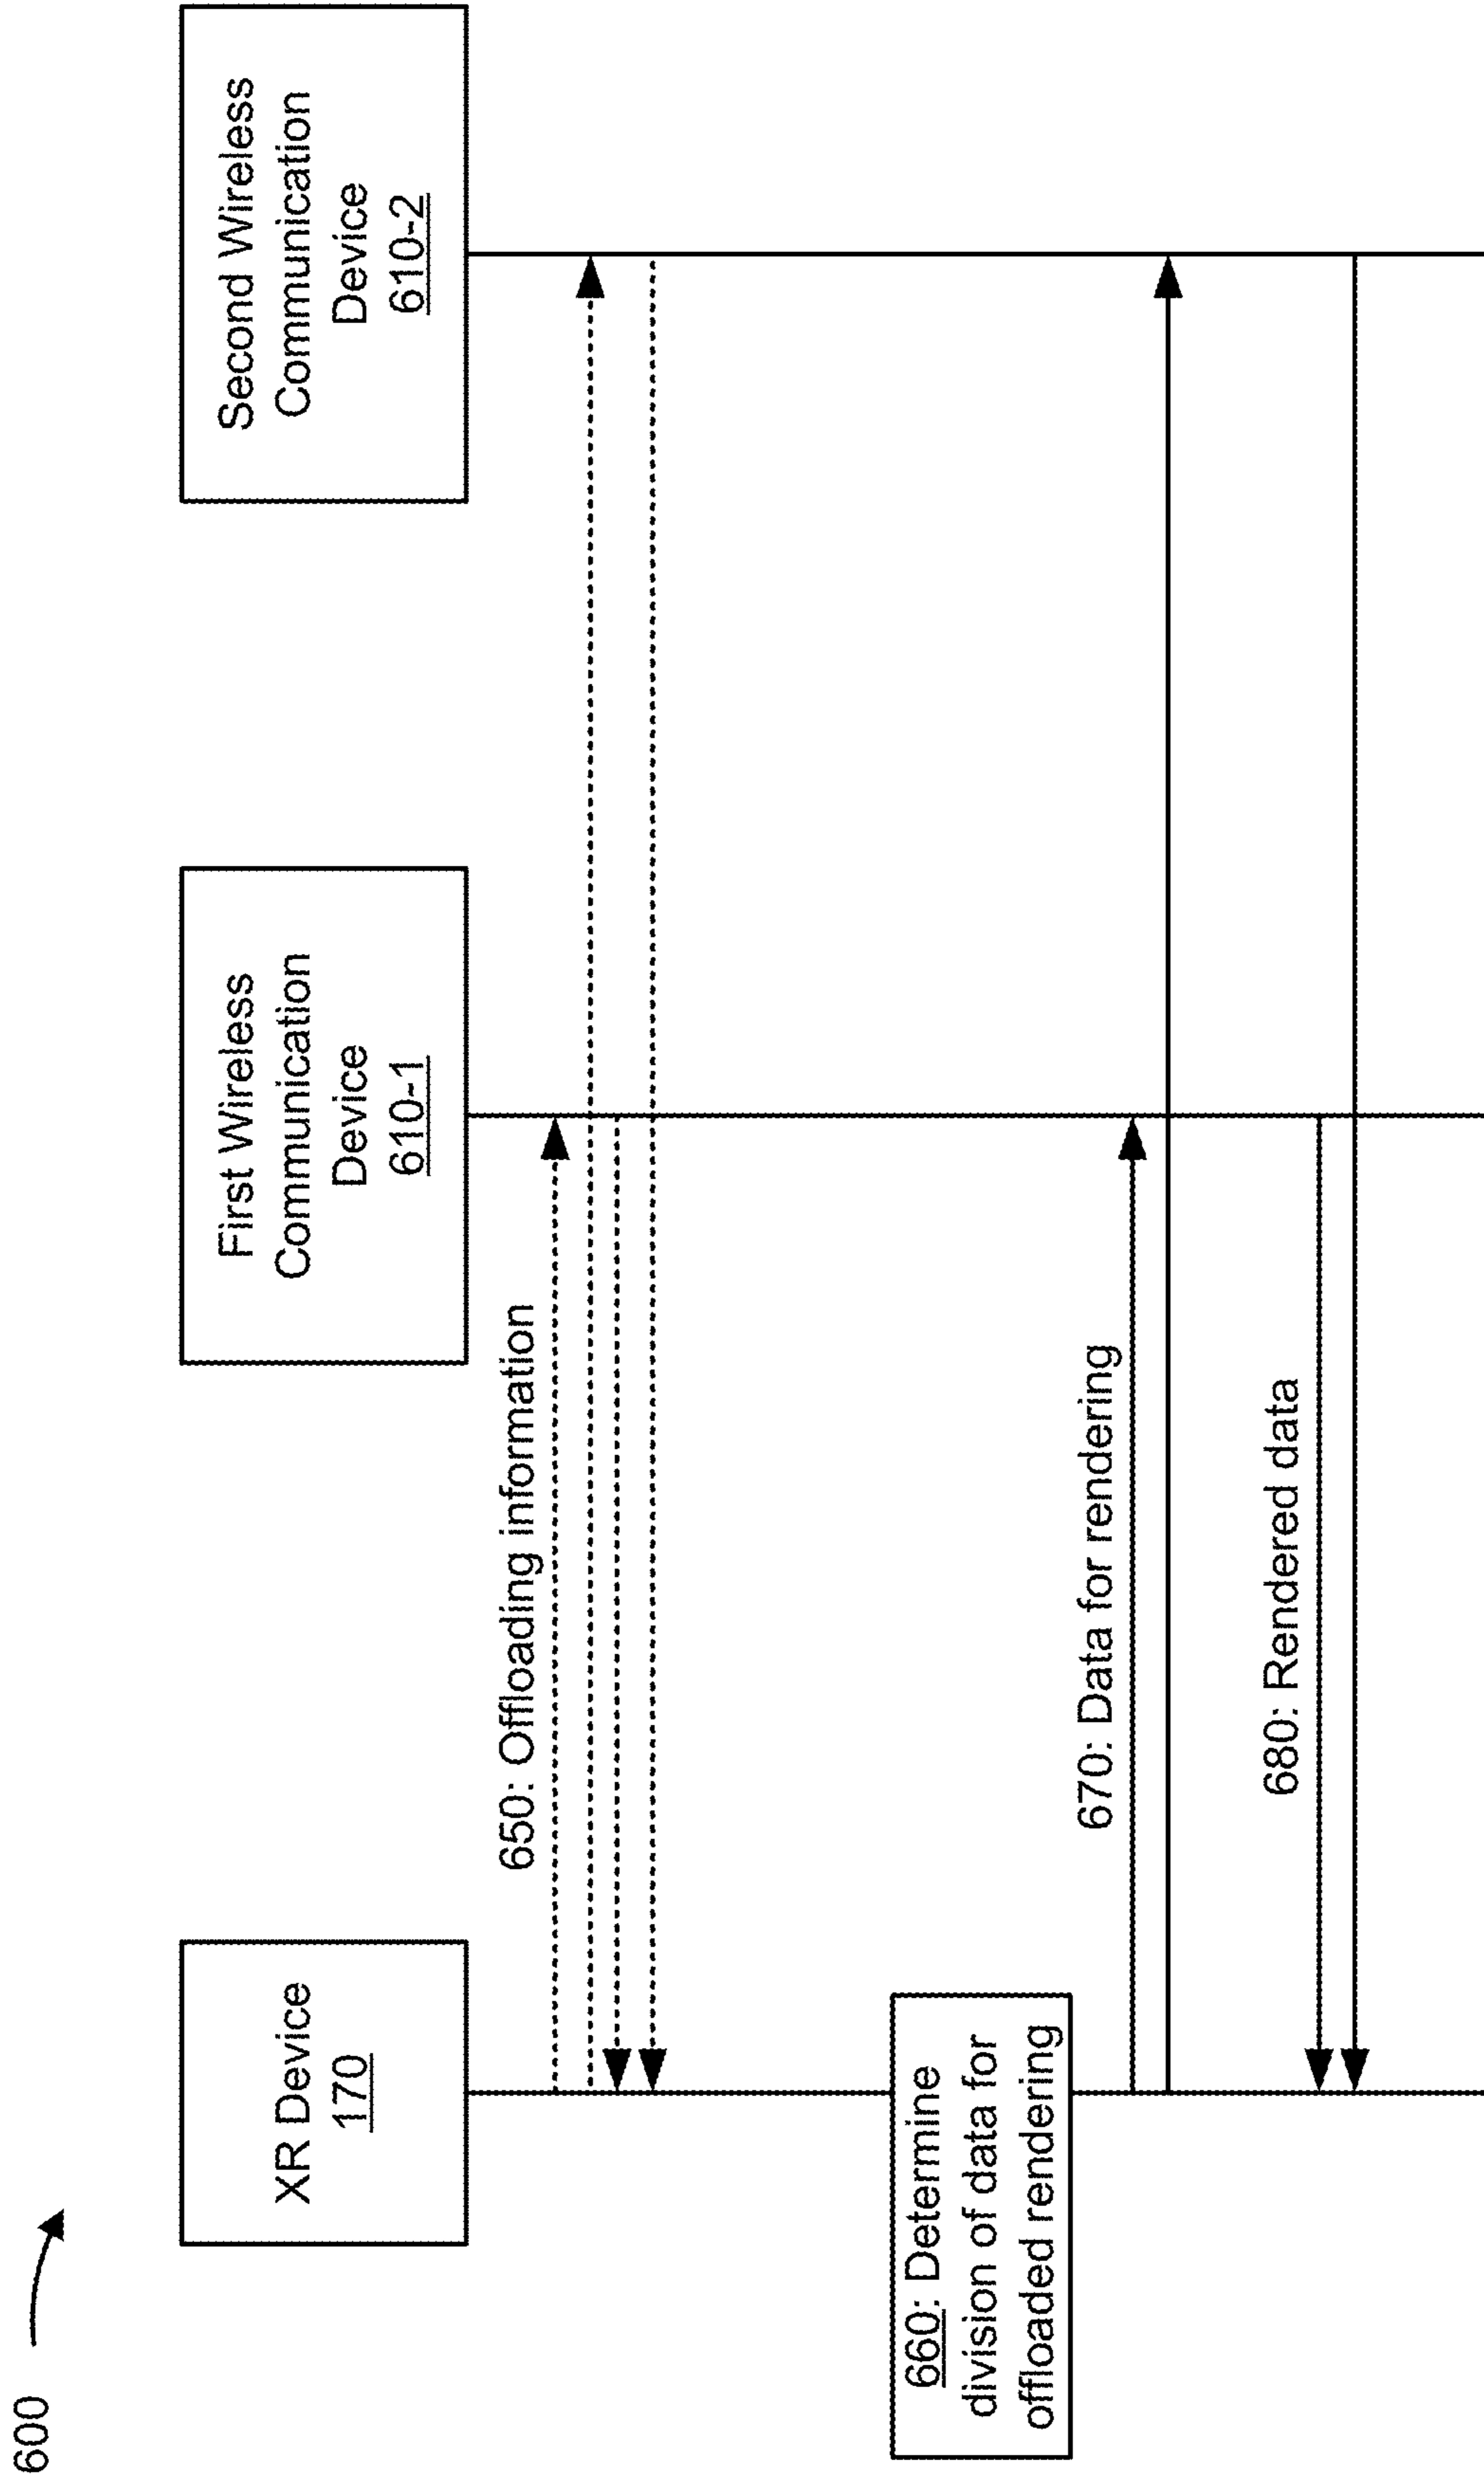 600
XR Device
170
First Wireless
Communication
Device
610-1
Second Wireless
Communication
Device
610-2
650: Offloading information
660: Determine
division of data for
offloaded rendering
670: Data for rendering
680: Rendered data